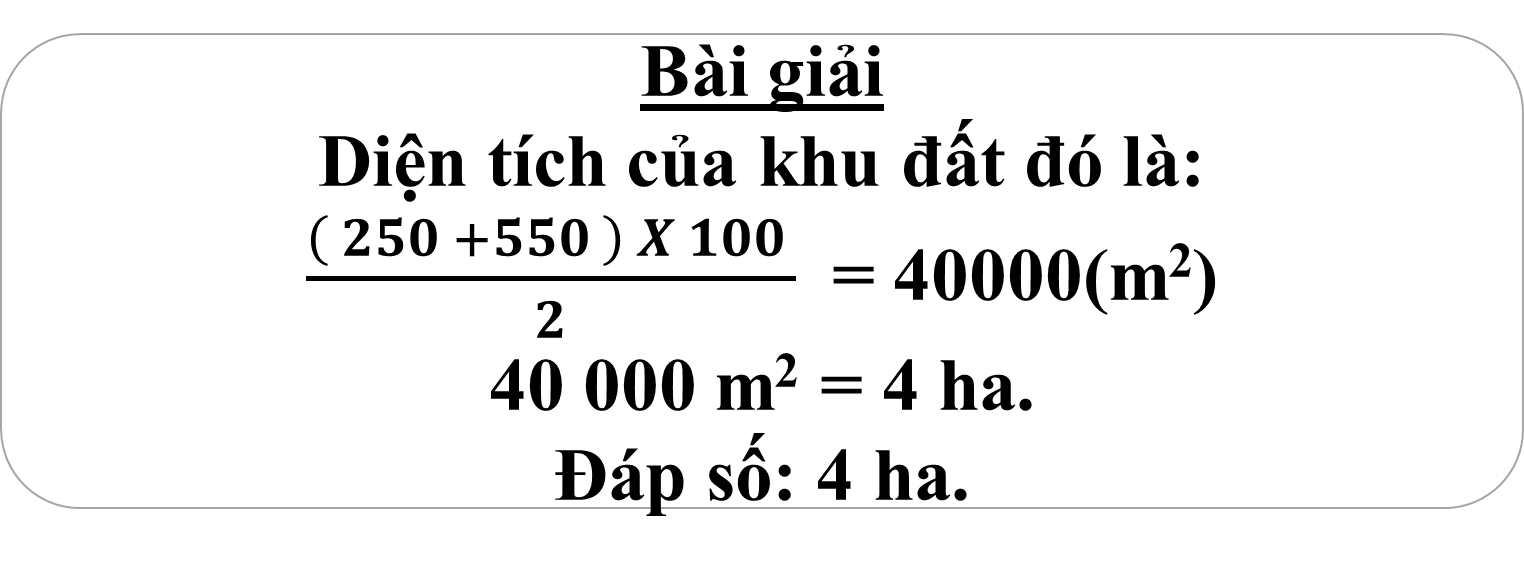 Bài giải
Diện tích của khu đất đó là:
( 250 +550 ) X 100
2
= 40000(m²)
40 000 m² = 4 ha.
Đáp số: 4 ha.